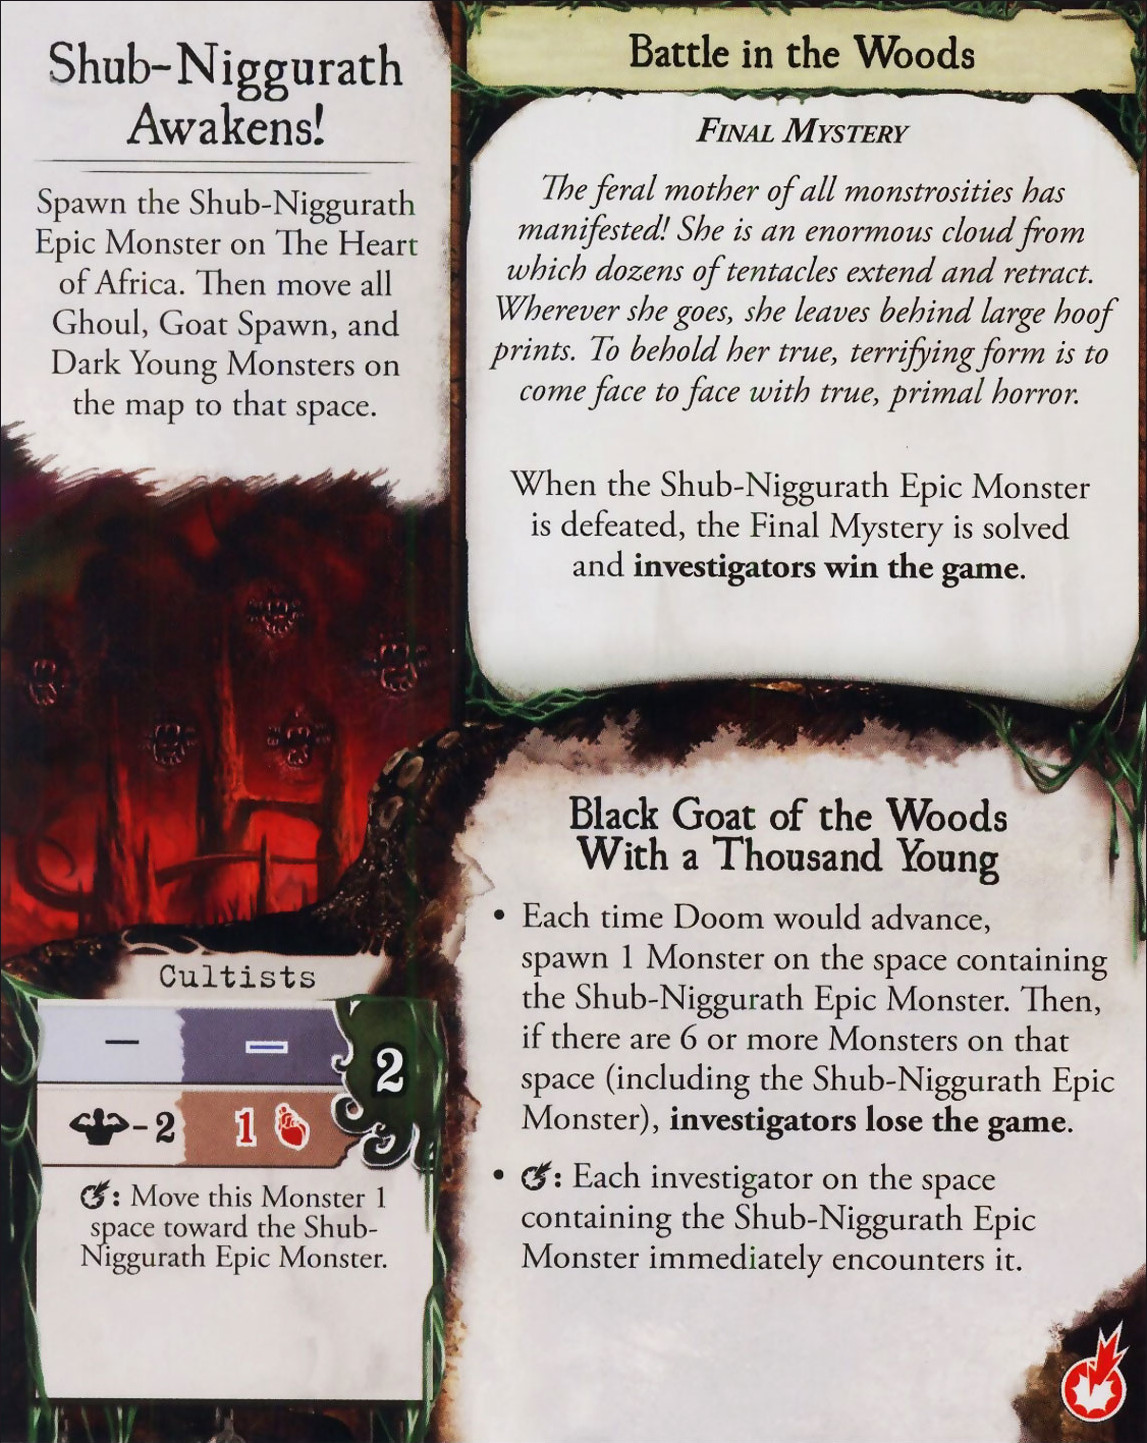 Shub-Niggurath
Awakens!
Spawn the Shub-Niggurath
Epic Monster on The Heart
of Africa. Then move all
Ghoul, Goat Spawn, and
Dark Young Monsters on
the map to that space.
Battle in the Woods
Final Mystery
The feral mother of all monstrosities has
manifested! She is an enormous cloud from
which dozens of tentacles extend and retract.
Wherever she goes, she leaves behind large hoof
prints. To behold her true, terrifying form is to
come face to face with true, primal horror.
When the Shub-Niggurath Epic Monster
is defeated, the Final Mystery is solved
and investigators win the game.
Cultists
— —
2
-2 1
: Move this Monster 1
space toward the Shub-
Niggurath Epic Monster.
Black Goat of the Woods
With a Thousand Young
• Each time Doom would advance,
spawn 1 Monster on the space containing
the Shub-Niggurath Epic Monster. Then,
if there are 6 or more Monsters on that
space (including the Shub-Niggurath Epic
Monster), investigators lose the game.
• : Each investigator on the space
containing the Shub-Niggurath Epic
Monster immediately encounters it.